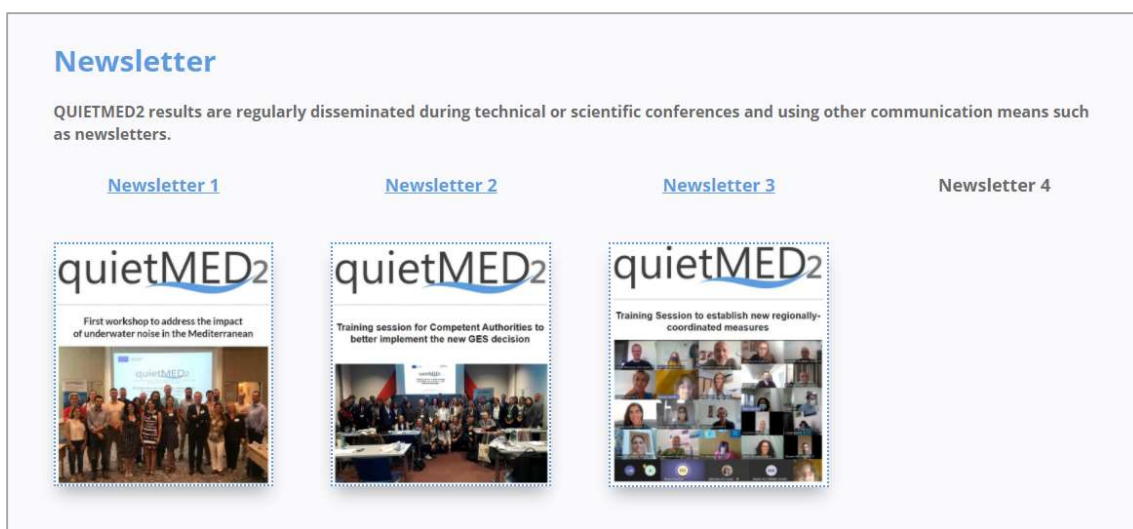 Newsletter
QUIETMED2 results are regularly disseminated during technical or scientific conferences and using other communication means such
as newsletters.
Newsletter 1
Newsletter 2
Newsletter 3
Newsletter 4
quietMED2
First workshop to address the impact
of underwater noise in the Mediterranean
quietMED2
quietMED2
Training session for Competent Authorities to
better implement the new GES decision
quietMED2
Training Session to establish new regionally-
coordinated measures